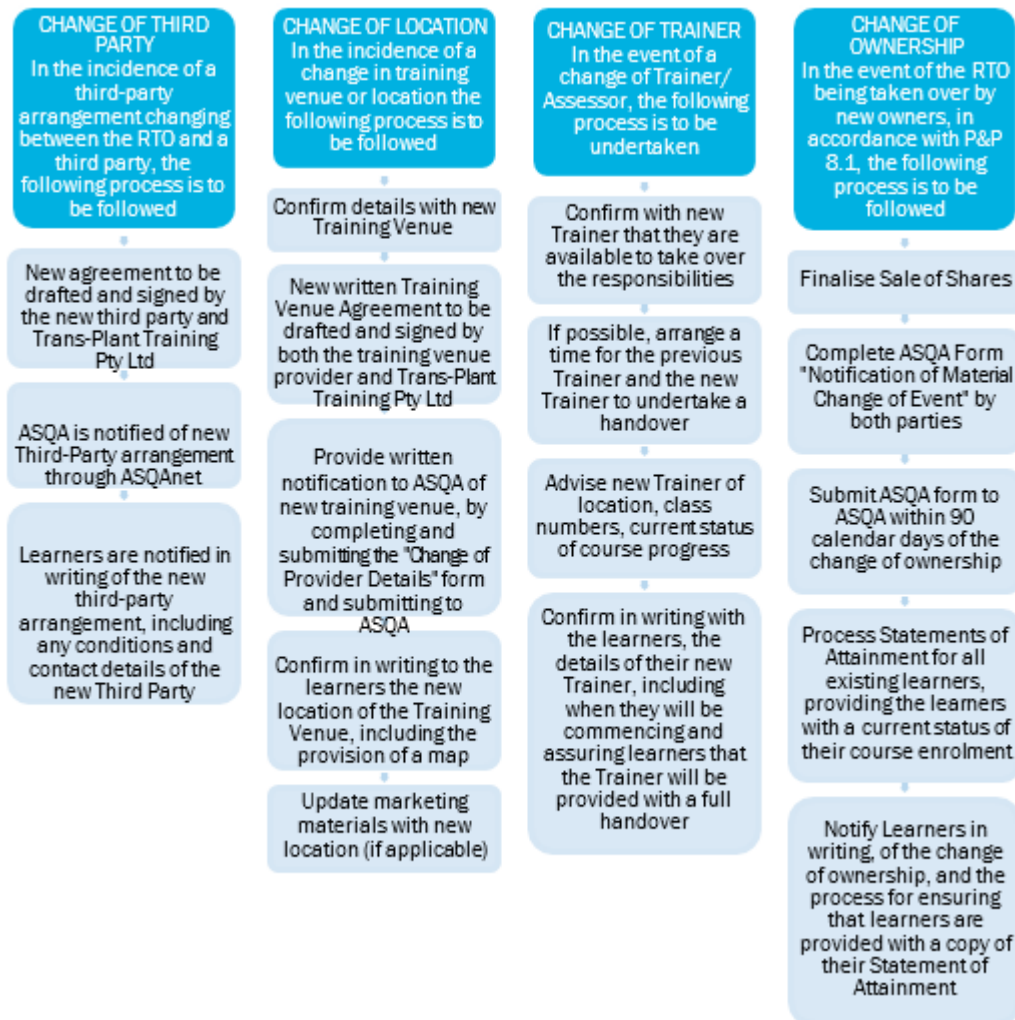 CHANGE OF THIRD
PARTY
In the incidence of a
third-party
arrangement changing
between the RTO and a
third party, the
following process is to
be followed
New agreement to be
drafted and signed by
the new third party and
Trans-Plant Training
Pty Ltd
ASQA is notified of new
Third-Party arrangement
through ASQAnet
Learners are notified in
writing of the new
third-party
arrangement, including
any conditions and
contact details of the
new Third Party
CHANGE OF LOCATION
In the incidence of a
change in training
venue or location the
following process is to
be followed
Confirm details with new
Training Venue
New written Training
Venue Agreement to be
drafted and signed by
both the training venue
provider and Trans-Plant
Training Pty Ltd
Provide written
notification to ASQA of
new training venue, by
completing and
submitting the "Change of
Provider Details" form
and submitting to
ASQA
Confirm in writing to the
learners the new
location of the Training
Venue, including the
provision of a map
Update marketing
materials with new
location (if applicable)
CHANGE OF TRAINER
In the event of a
change of Trainer/
Assessor, the following
process is to be
undertaken
Confirm with new
Trainer that they are
available to take over
the responsibilities
If possible, arrange a
time for the previous
Trainer and the new
Trainer to undertake a
handover
Advise new Trainer of
location, class
numbers, current status
of course progress
Confirm in writing with
the learners, the
details of their new
Trainer, including
when they will be
commencing and
assuring learners that
the Trainer will be
provided with a full
handover
CHANGE OF
OWNERSHIP
In the event of the RTO
being taken over by
new owners, in
accordance with P&P
8.1, the following
process is to be
followed
Finalise Sale of Shares
Complete ASQA Form
"Notification of Material
Change of Event" by
both parties
Submit ASQA form to
ASQA within 90
calendar days of the
change of ownership
Process Statements of
Attainment for all
existing learners,
providing the learners
with a current status of
their course enrolment
Notify Learners in
writing, of the change
of ownership, and the
process for ensuring
that learners are
provided with a copy of
their Statement of
Attainment